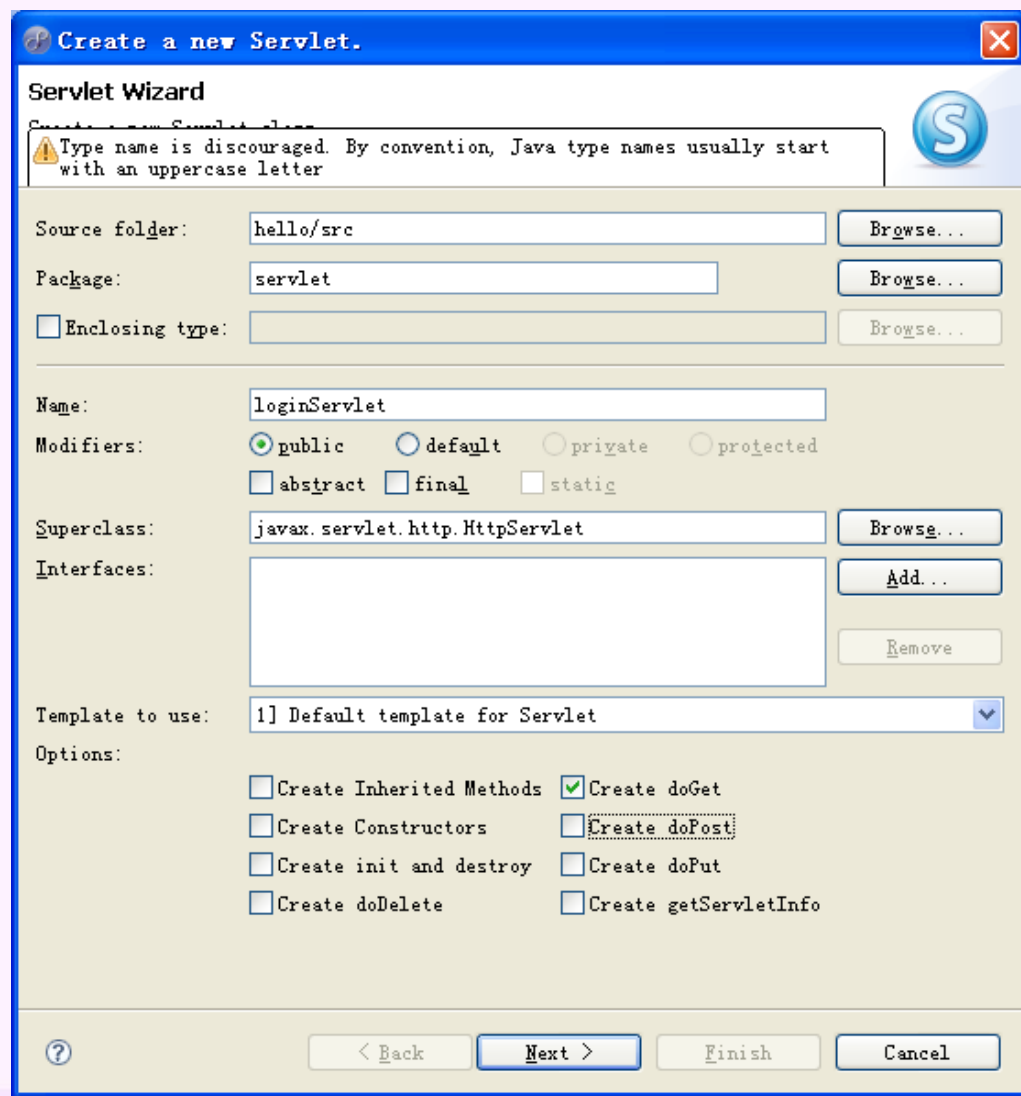 Create a new Servlet.
Servlet Wizard
Create a new Servlet class
Type name is discouraged. By convention, Java type names usually start
with an uppercase letter
Source folder: hello/src Browse...
Package: servlet Browse...
Enclosing type: Browse...
Name: loginServlet
Modifiers: public default private protected
abstract final static
Superclass: javax.servlet.http.HttpServlet Browse...
Interfaces: Add...
Remove
Template to use: 1] Default template for Servlet
Options:
Create Inherited Methods Create doGet
Create Constructors Create doPost
Create init and destroy Create doPut
Create doDelete Create getServletInfo
< Back Next > Finish Cancel